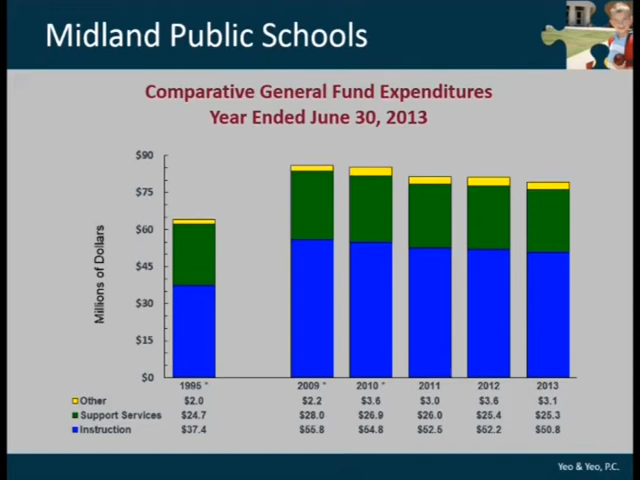 Midland Public Schools
Comparative General Fund Expenditures
Year Ended June 30, 2013
$90
$75
$60
$45
$30
$15
$0
Millions of Dollars
1995 * 2009 * 2010 * 2011 2012 2013
Other $2.0 $2.2 $3.6 $3.0 $3.6 $3.1
Support Services $24.7 $28.0 $26.9 $26.0 $25.4 $25.3
Instruction $37.4 $55.8 $54.8 $52.5 $52.2 $50.8
Yeo & Yeo, P.C.